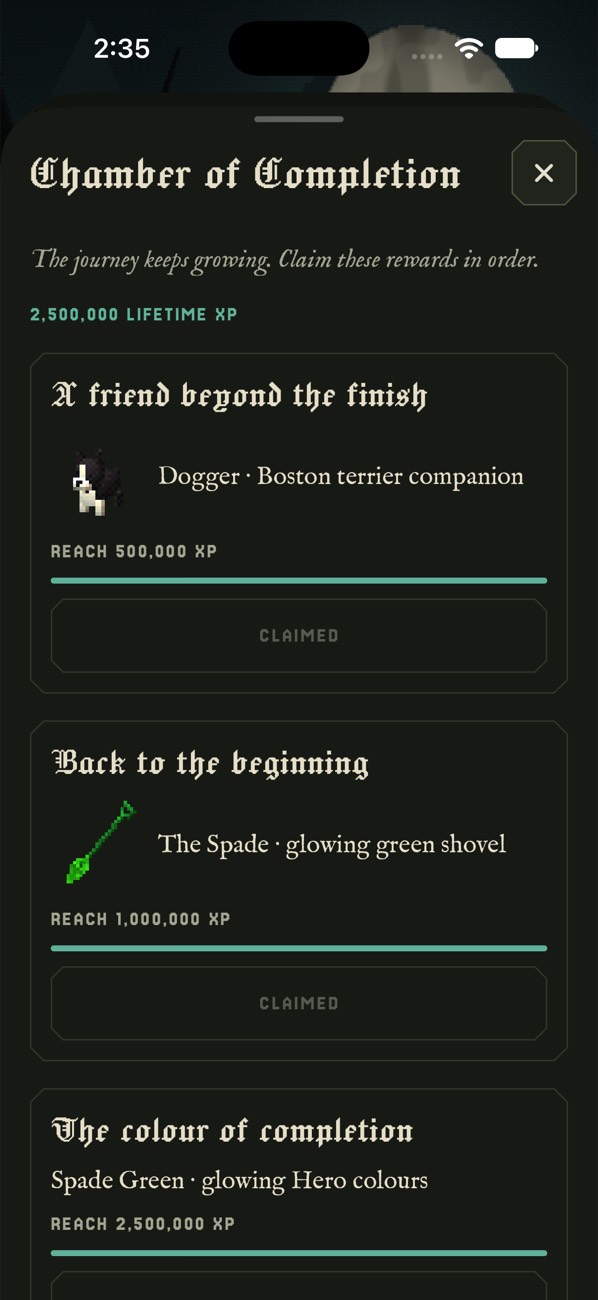 2:35
Chamber of Completion
The journey keeps growing. Claim these rewards in order.
2,500,000 LIFETIME XP
A friend beyond the finish
Dogger · Boston terrier companion
REACH 500,000 XP
CLAIMED
Back to the beginning
The Spade · glowing green shovel
REACH 1,000,000 XP
CLAIMED
The colour of completion
Spade Green · glowing Hero colours
REACH 2,500,000 XP